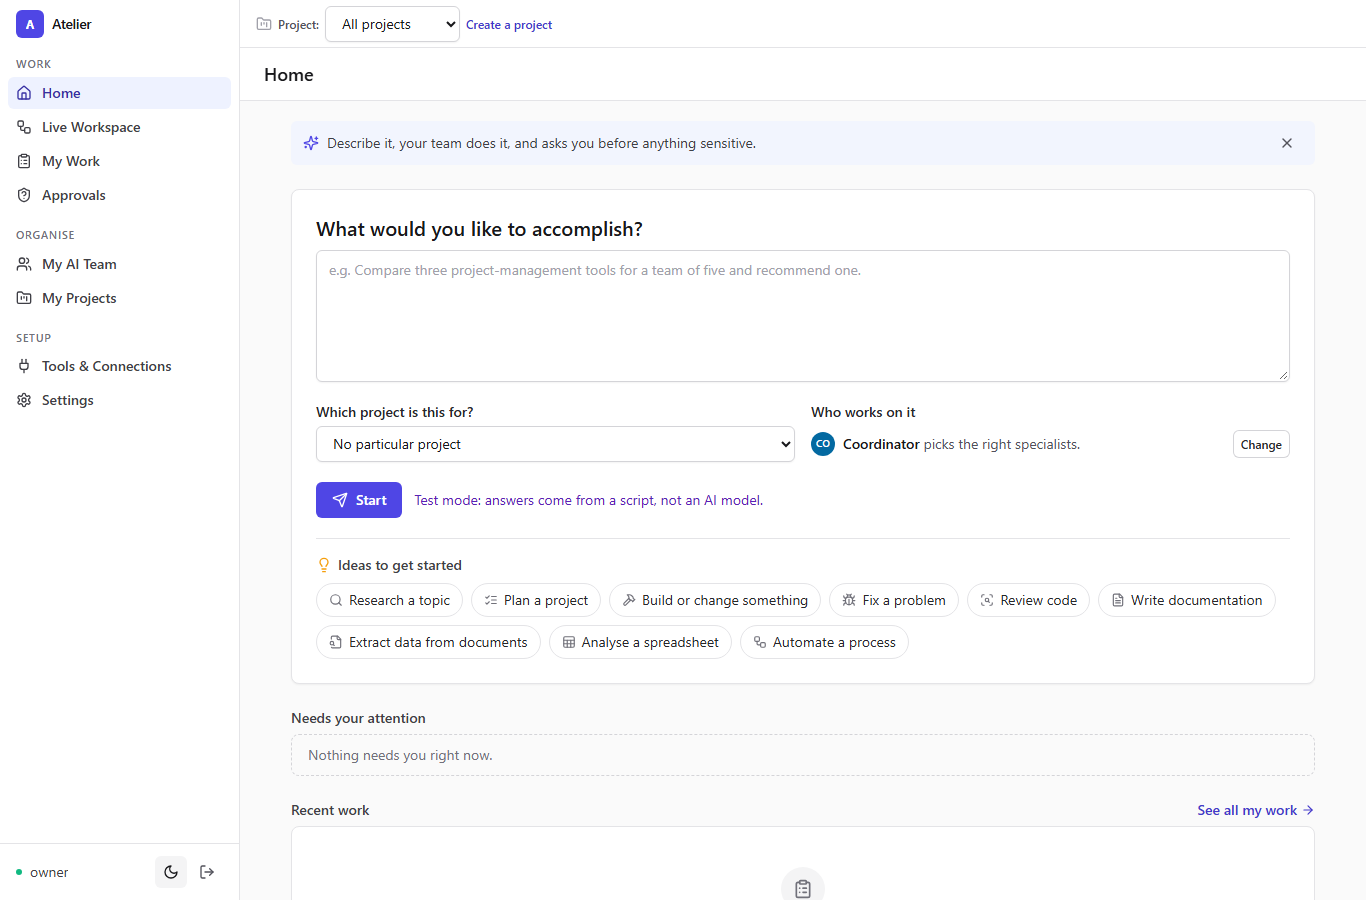 A Atelier
WORK
Home
Live Workspace
My Work
Approvals
ORGANISE
My AI Team
My Projects
SETUP
Tools & Connections
Settings
owner
Project: All projects Create a project
Home
Describe it, your team does it, and asks you before anything sensitive.
What would you like to accomplish?
e.g. Compare three project-management tools for a team of five and recommend one.
Which project is this for?
No particular project
Who works on it
CO Coordinator picks the right specialists. Change
Start Test mode: answers come from a script, not an AI model.
Ideas to get started
Research a topic Plan a project Build or change something Fix a problem Review code Write documentation
Extract data from documents Analyse a spreadsheet Automate a process
Needs your attention
Nothing needs you right now.
Recent work See all my work